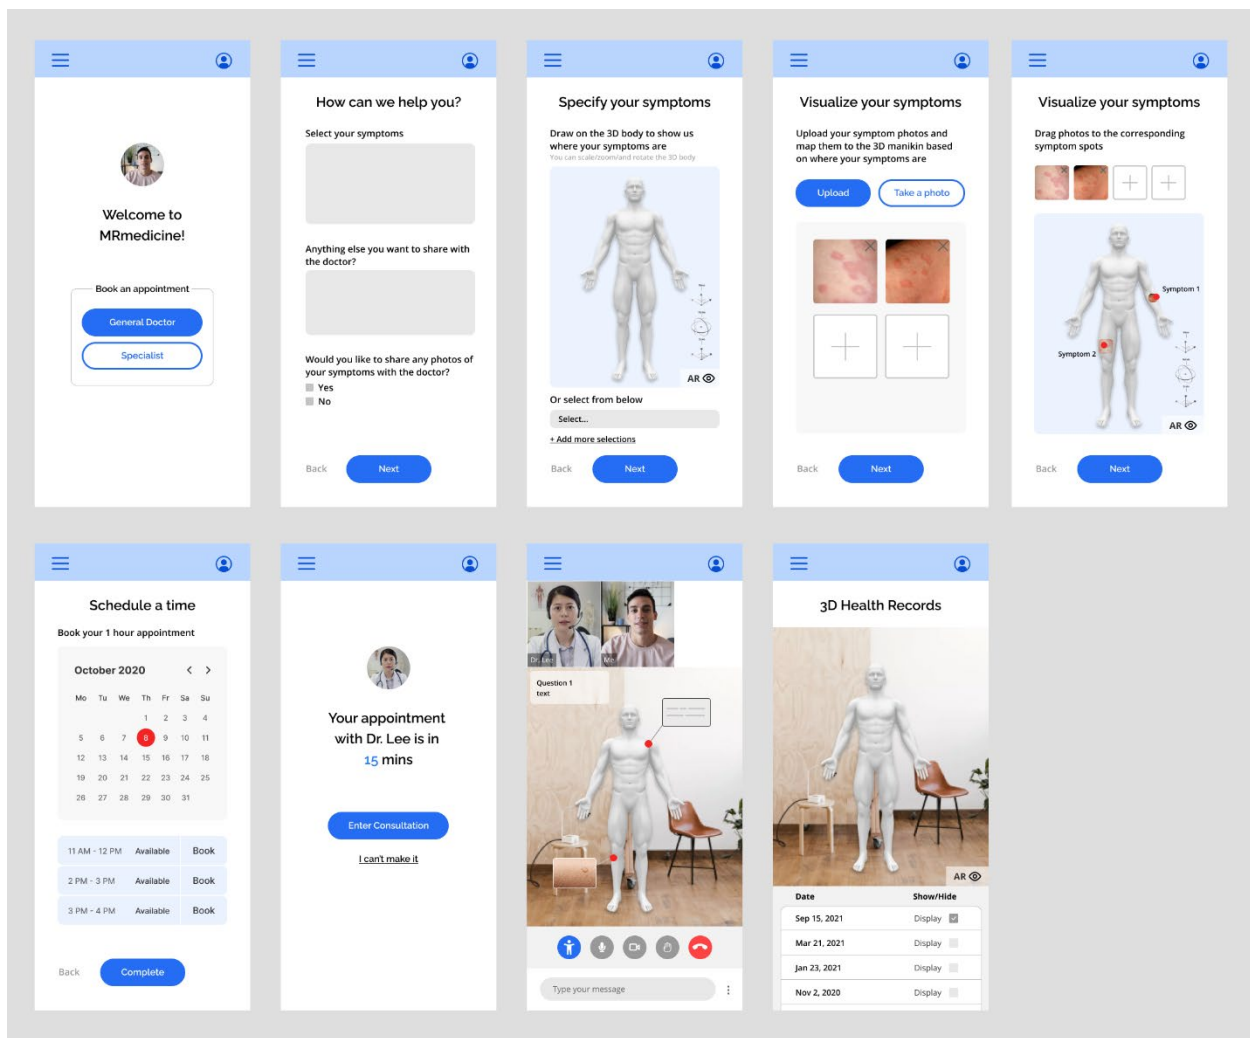 Welcome to
MRmedicine!
Book an appointment
General Doctor
Specialist
How can we help you?
Select your symptoms
Anything else you want to share with
the doctor?
Would you like to share any photos of
your symptoms with the doctor?
Yes
No
Back
Next
Specify your symptoms
Draw on the 3D body to show us
where your symptoms are
You can scale/zoom/and rotate the 3D body
AR
Or select from below
Select...
+ Add more selections
Back
Next
Visualize your symptoms
Upload your symptom photos and
map them to the 3D manikin based
on where your symptoms are
Upload
Take a photo
Back
Next
Visualize your symptoms
Drag photos to the corresponding
symptom spots
Symptom 1
Symptom 2
AR
Back
Next
Schedule a time
Book your 1 hour appointment
October 2020 < >
Mo Tu We Th Fr Sa Su
1 2 3 4
5 6 7 8 9 10 11
12 13 14 15 16 17 18
19 20 21 22 23 24 25
26 27 28 29 30 31
11 AM - 12 PM Available Book
2 PM - 3 PM Available Book
3 PM - 4 PM Available Book
Back
Complete
Your appointment
with Dr. Lee is in
15 mins
Enter Consultation
I can't make it
Dr. Lee
Me
Question 1
text
Type your message
3D Health Records
AR
Date Show/Hide
Sep 15, 2021 Display
Mar 21, 2021 Display
Jan 23, 2021 Display
Nov 2, 2020 Display